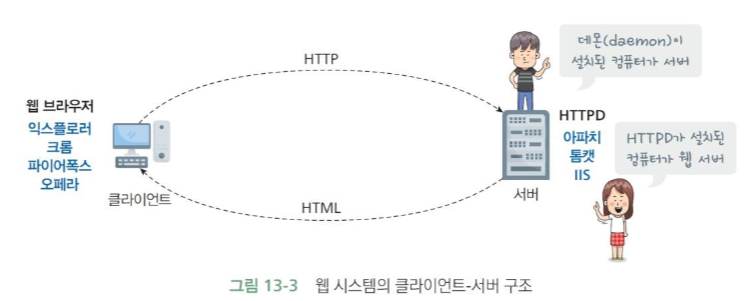 HTTP
데몬(daemon)이
설치된 컴퓨터가 서버
웹 브라우저
익스플로러
크롬
파이어폭스
오페라
클라이언트
HTTPD
아파치
톰캣
IIS
서버
HTTPD가 설치된
컴퓨터가 웹 서버
HTML
그림 13-3 웹 시스템의 클라이언트-서버 구조